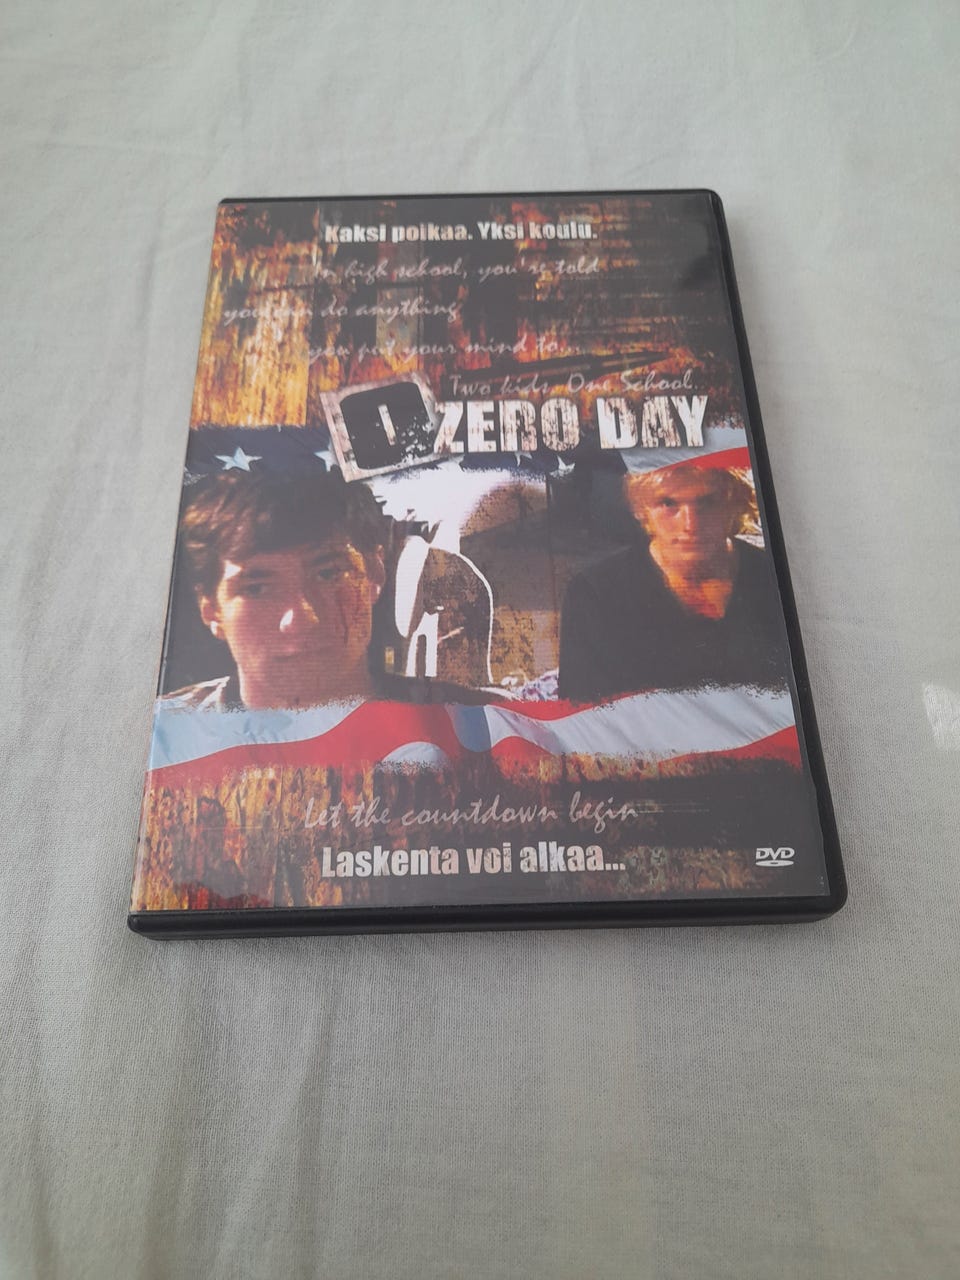 Kaksi poikaa. Yksi koulu.
In high school, you're told
you can do anything
you put your mind to...
Two kids. One School..
0 ZERO DAY
Let the countdown begin
Laskenta voi alkaa...
DVD